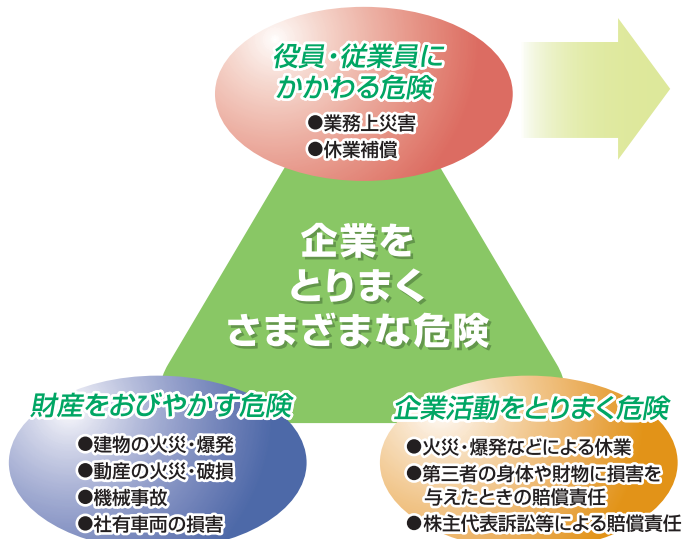 役員・従業員に
かかわる危険
●業務上災害
●休業補償
企業を
とりまく
さまざまな危険
財産をおびやかす危険
●建物の火災・爆発
●動産の火災・破損
●機械事故
●社有車両の損害
企業活動をとりまく危険
●火災・爆発などによる休業
●第三者の身体や財物に損害を
与えたときの賠償責任
●株主代表訴訟等による賠償責任